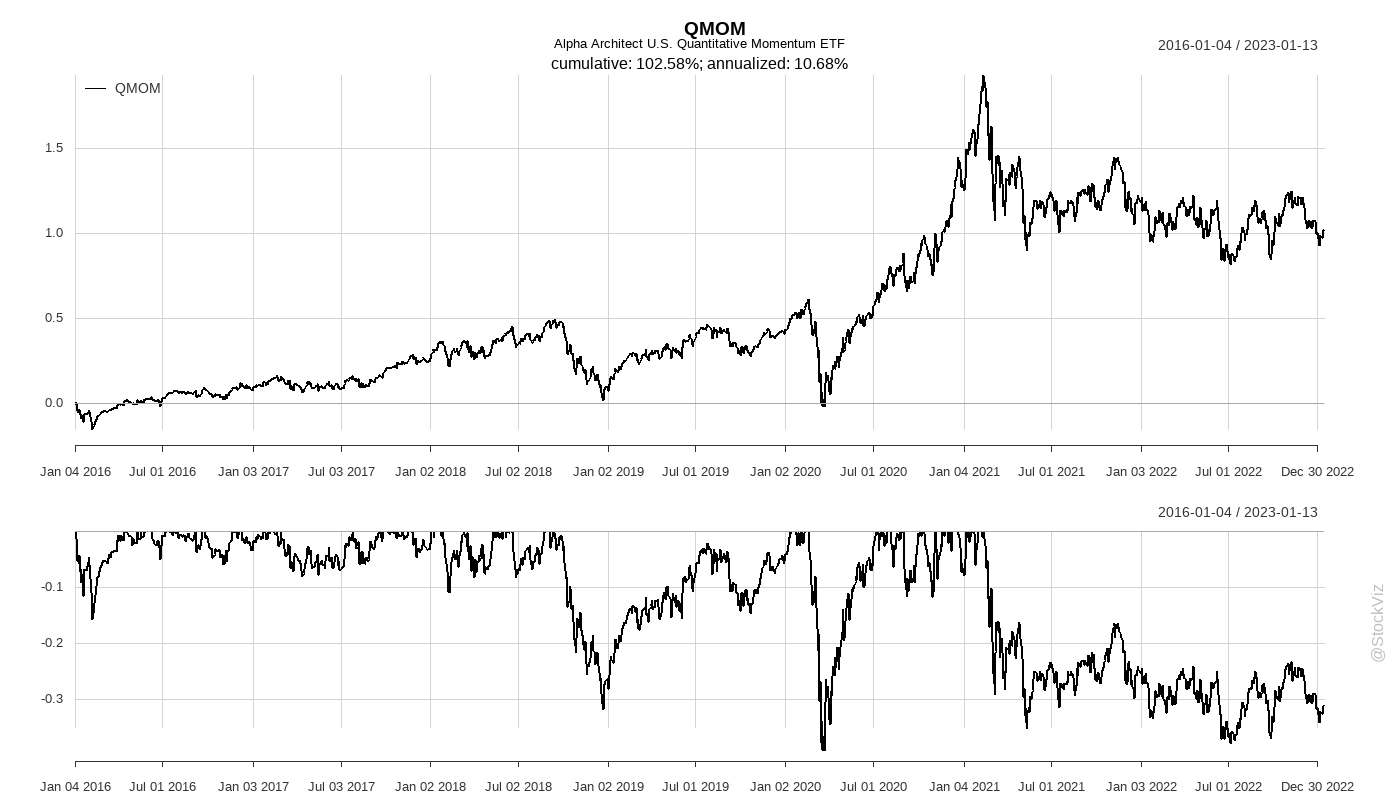 QMOM
Alpha Architect U.S. Quantitative Momentum ETF
2016-01-04 / 2023-01-13
cumulative: 102.58%; annualized: 10.68%
QMOM
1.5
1.0
0.5
0.0
Jan 04 2016 Jul 01 2016 Jan 03 2017 Jul 03 2017 Jan 02 2018 Jul 02 2018 Jan 02 2019 Jul 01 2019 Jan 02 2020 Jul 01 2020 Jan 04 2021 Jul 01 2021 Jan 03 2022 Jul 01 2022 Dec 30 2022
2016-01-04 / 2023-01-13
-0.1
-0.2
-0.3
@StockViz
Jan 04 2016 Jul 01 2016 Jan 03 2017 Jul 03 2017 Jan 02 2018 Jul 02 2018 Jan 02 2019 Jul 01 2019 Jan 02 2020 Jul 01 2020 Jan 04 2021 Jul 01 2021 Jan 03 2022 Jul 01 2022 Dec 30 2022